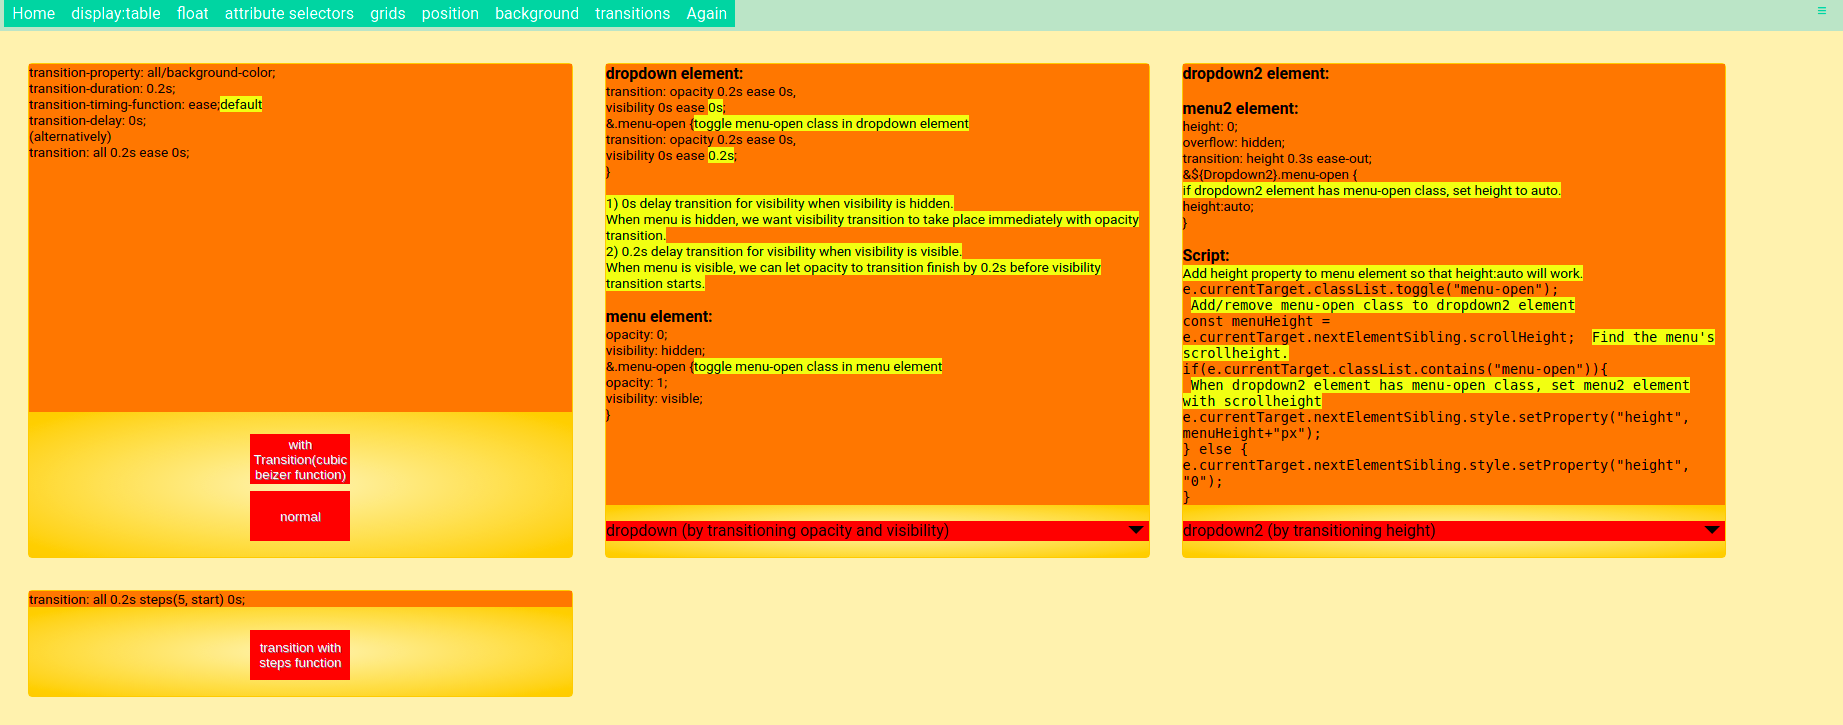 Home display:table float attribute selectors grids position background transitions Again
≡
transition-property: all/background-color;
transition-duration: 0.2s;
transition-timing-function: ease;default
transition-delay: 0s;
(alternatively)
transition: all 0.2s ease 0s;
with
Transition(cubic
beizer function)
normal
dropdown element:
transition: opacity 0.2s ease 0s,
visibility 0s ease 0s;
&.menu-open {toggle menu-open class in dropdown element
transition: opacity 0.2s ease 0s,
visibility 0s ease 0.2s;
}
1) 0s delay transition for visibility when visibility is hidden.
When menu is hidden, we want visibility transition to take place immediately with opacity
transition.
2) 0.2s delay transition for visibility when visibility is visible.
When menu is visible, we can let opacity to transition finish by 0.2s before visibility
transition starts.
menu element:
opacity: 0;
visibility: hidden;
&.menu-open {toggle menu-open class in menu element
opacity: 1;
visibility: visible;
}
dropdown (by transitioning opacity and visibility)
dropdown2 element:
menu2 element:
height: 0;
overflow: hidden;
transition: height 0.3s ease-out;
&${Dropdown2}.menu-open {
if dropdown2 element has menu-open class, set height to auto.
height:auto;
}
Script:
Add height property to menu element so that height:auto will work.
e.currentTarget.classList.toggle("menu-open");
Add/remove menu-open class to dropdown2 element
const menuHeight =
e.currentTarget.nextElementSibling.scrollHeight; Find the menu's
scrollheight.
if(e.currentTarget.classList.contains("menu-open")){
When dropdown2 element has menu-open class, set menu2 element
with scrollheight
e.currentTarget.nextElementSibling.style.setProperty("height",
menuHeight+"px");
} else {
e.currentTarget.nextElementSibling.style.setProperty("height",
"0");
}
dropdown2 (by transitioning height)
transition: all 0.2s steps(5, start) 0s;
transition with
steps function